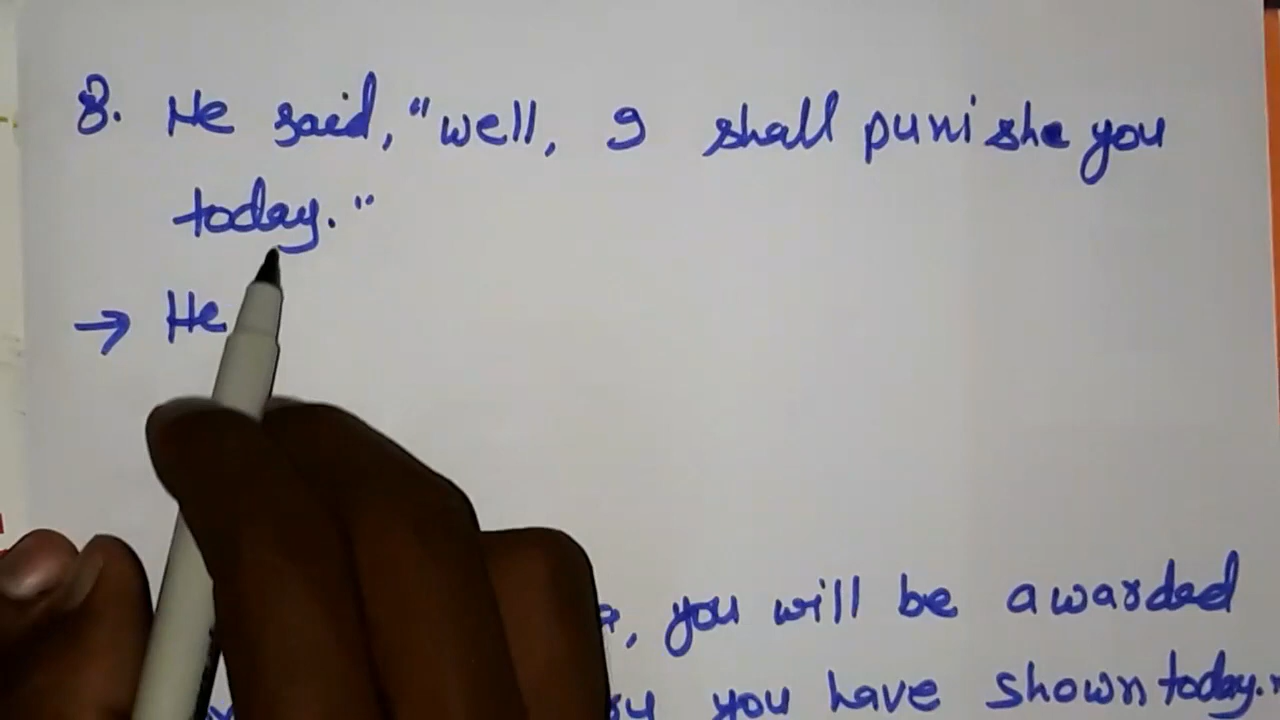 8. He said, "well, I shall punishe you
today."
→ He
, you will be awarded
you have shown today."